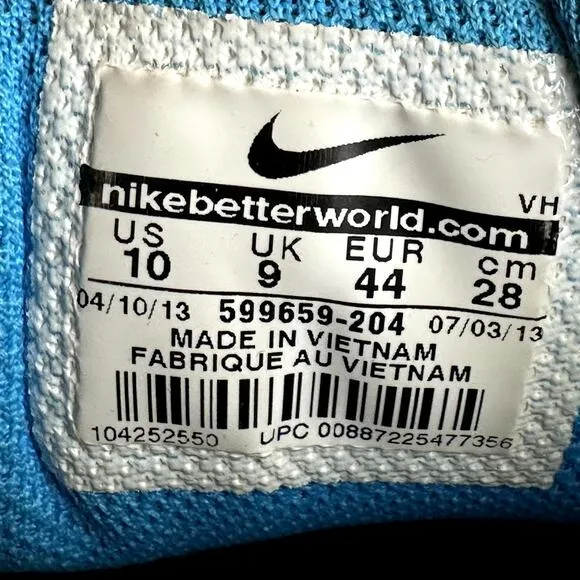 VH
nikebetterworld.com
US UK EUR cm
10 9 44 28
04/10/13 599659-204 07/03/13
MADE IN VIETNAM
FABRIQUE AU VIETNAM
104252550 UPC 00887225477356